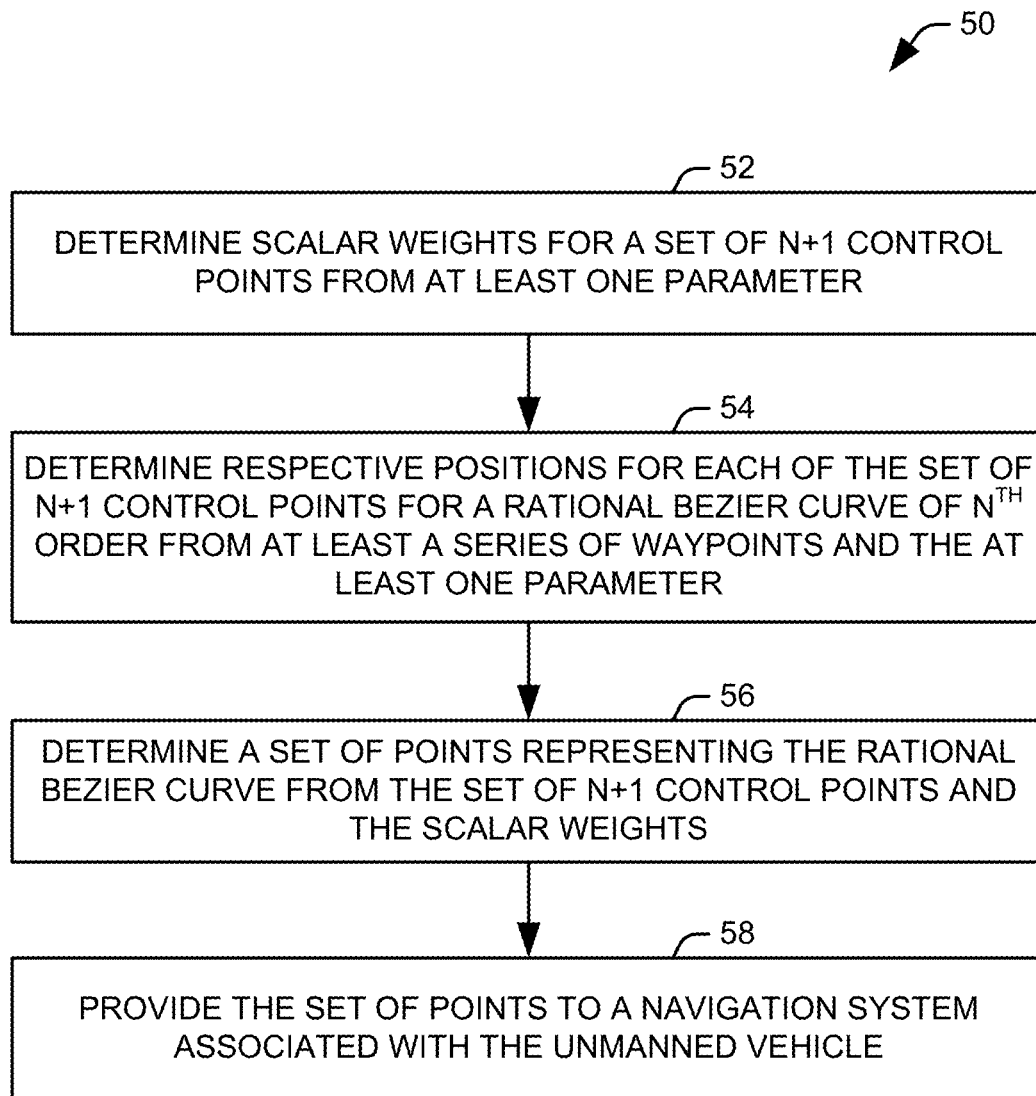 50
52
DETERMINE SCALAR WEIGHTS FOR A SET OF N+1 CONTROL
POINTS FROM AT LEAST ONE PARAMETER
54
DETERMINE RESPECTIVE POSITIONS FOR EACH OF THE SET OF
N+1 CONTROL POINTS FOR A RATIONAL BEZIER CURVE OF N^TH
ORDER FROM AT LEAST A SERIES OF WAYPOINTS AND THE AT
LEAST ONE PARAMETER
56
DETERMINE A SET OF POINTS REPRESENTING THE RATIONAL
BEZIER CURVE FROM THE SET OF N+1 CONTROL POINTS AND
THE SCALAR WEIGHTS
58
PROVIDE THE SET OF POINTS TO A NAVIGATION SYSTEM
ASSOCIATED WITH THE UNMANNED VEHICLE